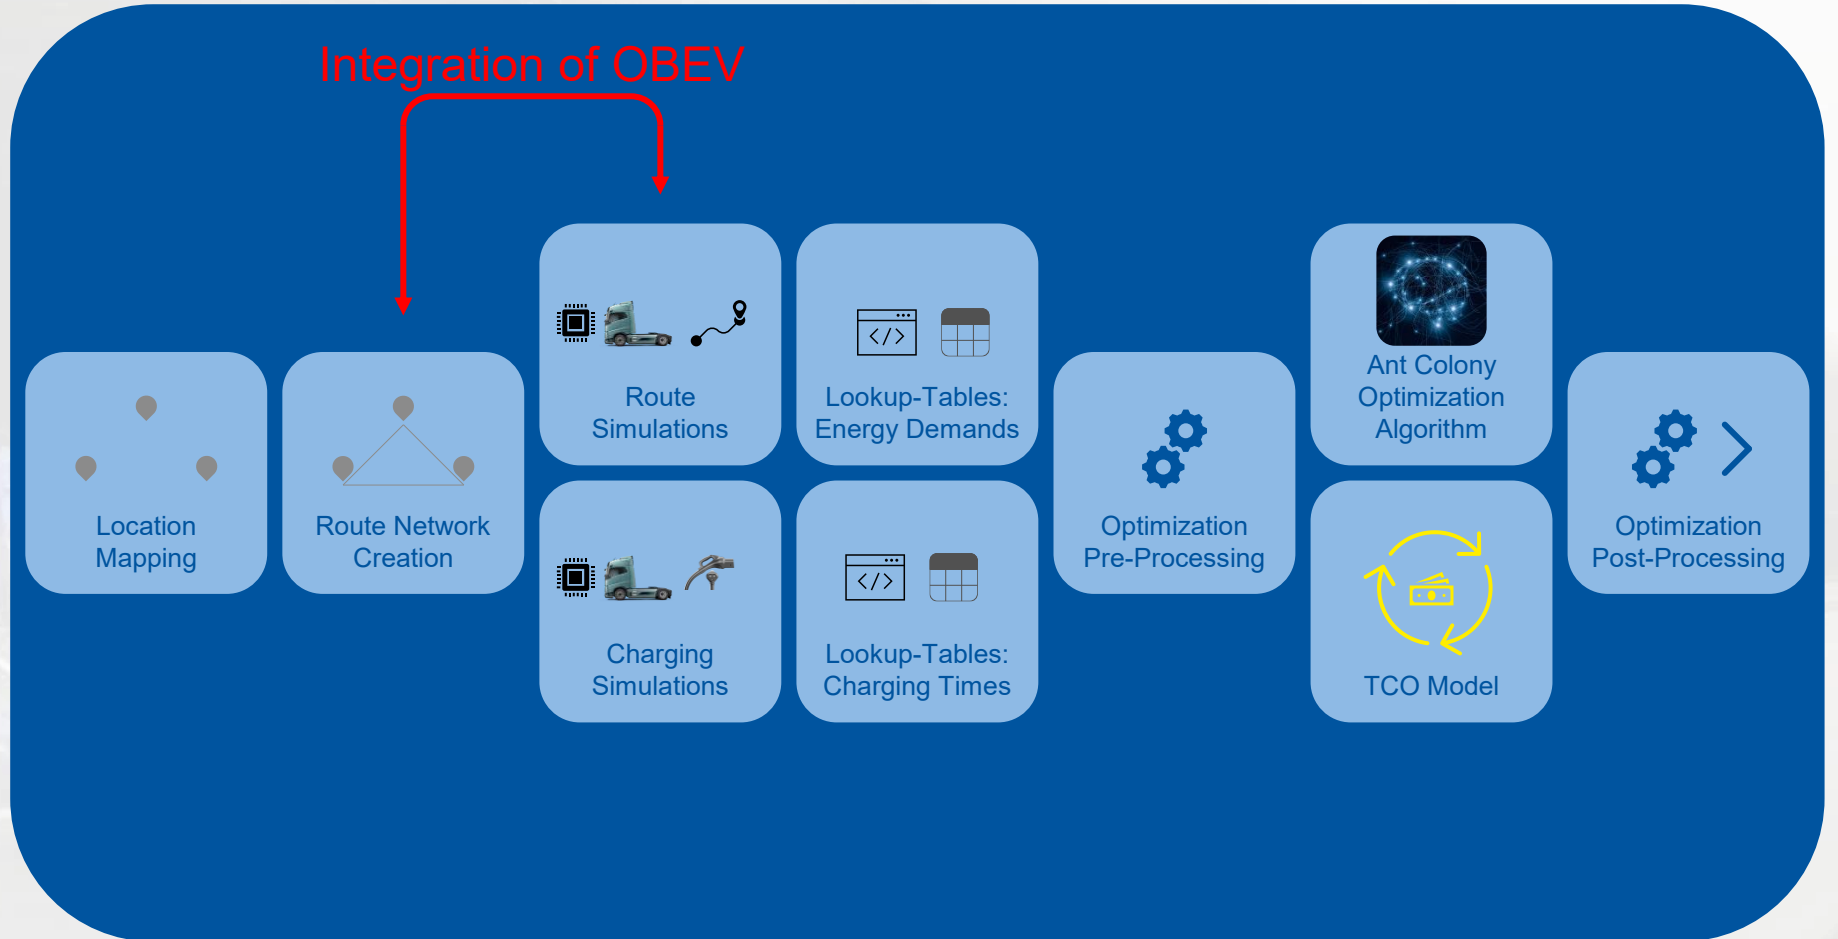 Integration of OBEV
Location
Mapping
Route Network
Creation
Route
Simulations
Charging
Simulations
</>
Lookup-Tables:
Energy Demands
</>
Lookup-Tables:
Charging Times
Optimization
Pre-Processing
Ant Colony
Optimization
Algorithm
TCO Model
Optimization
Post-Processing